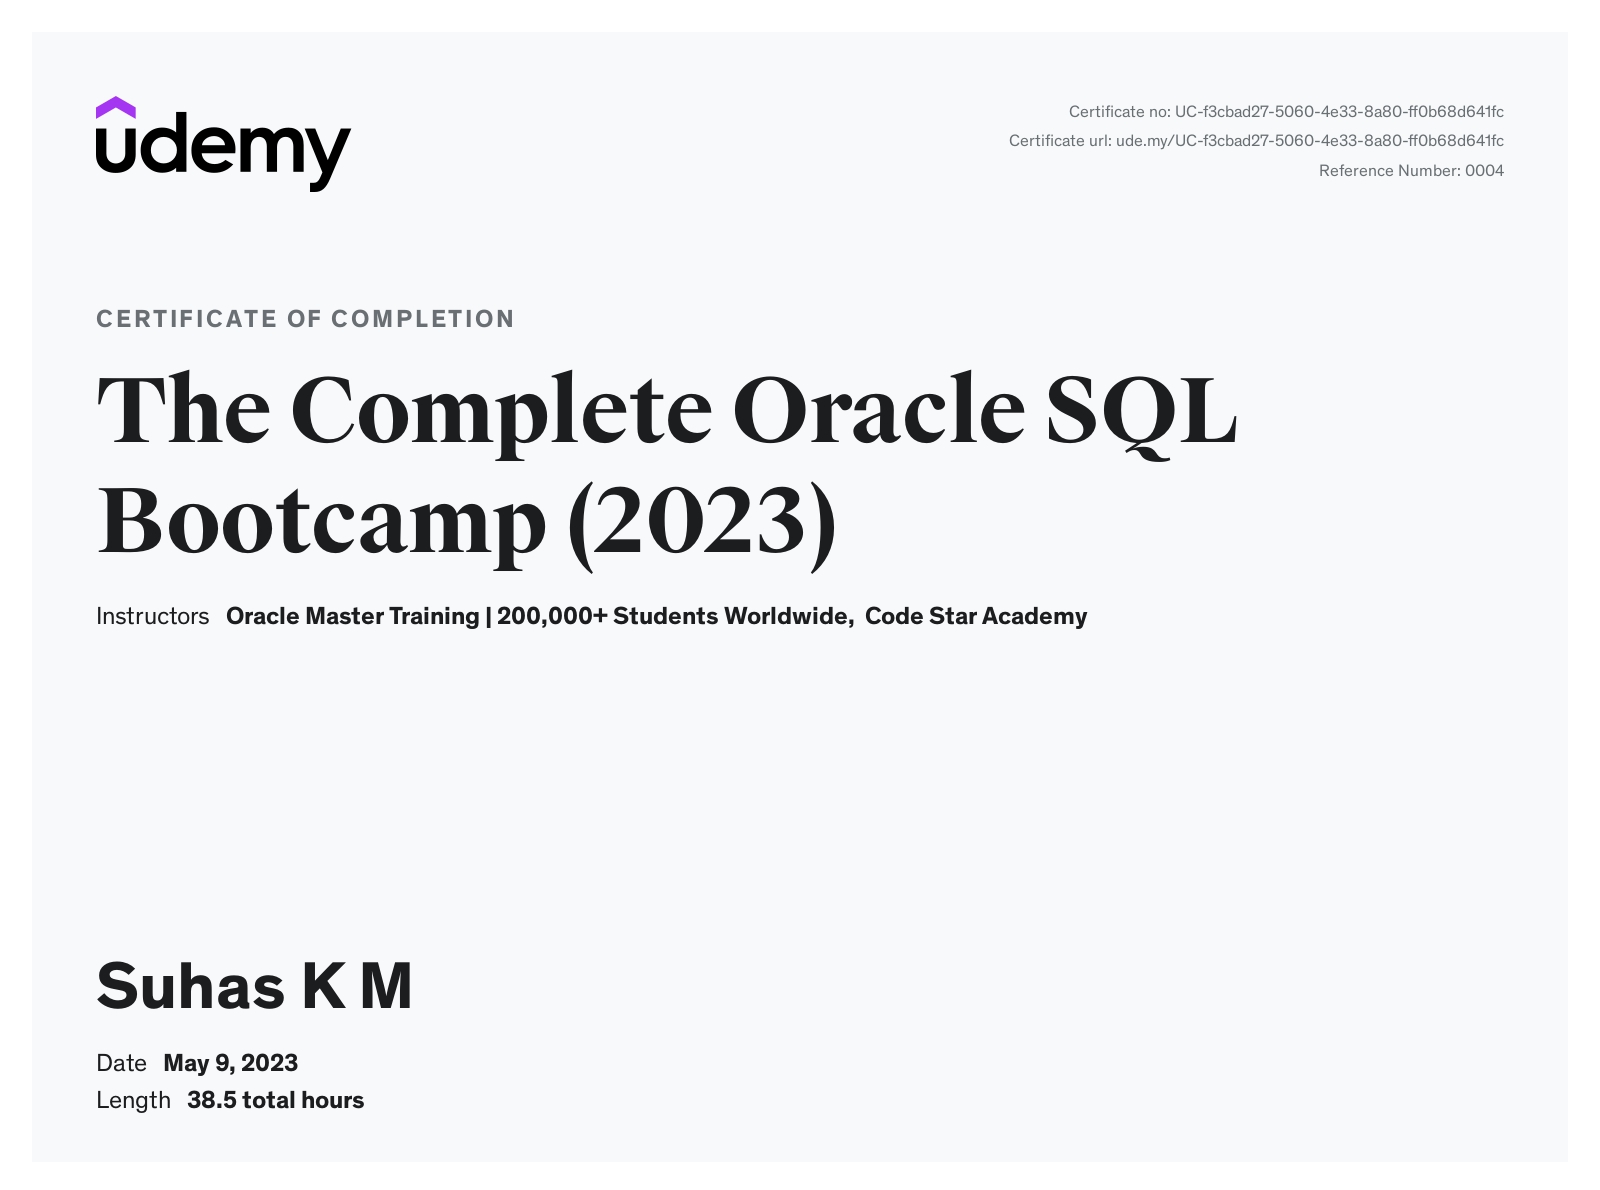 udemy
Certificate no: UC-f3cbad27-5060-4e33-8a80-ff0b68d641fc
Certificate url: ude.my/UC-f3cbad27-5060-4e33-8a80-ff0b68d641fc
Reference Number: 0004
CERTIFICATE OF COMPLETION
The Complete Oracle SQL
Bootcamp (2023)
Instructors Oracle Master Training | 200,000+ Students Worldwide, Code Star Academy
Suhas K M
Date May 9, 2023
Length 38.5 total hours